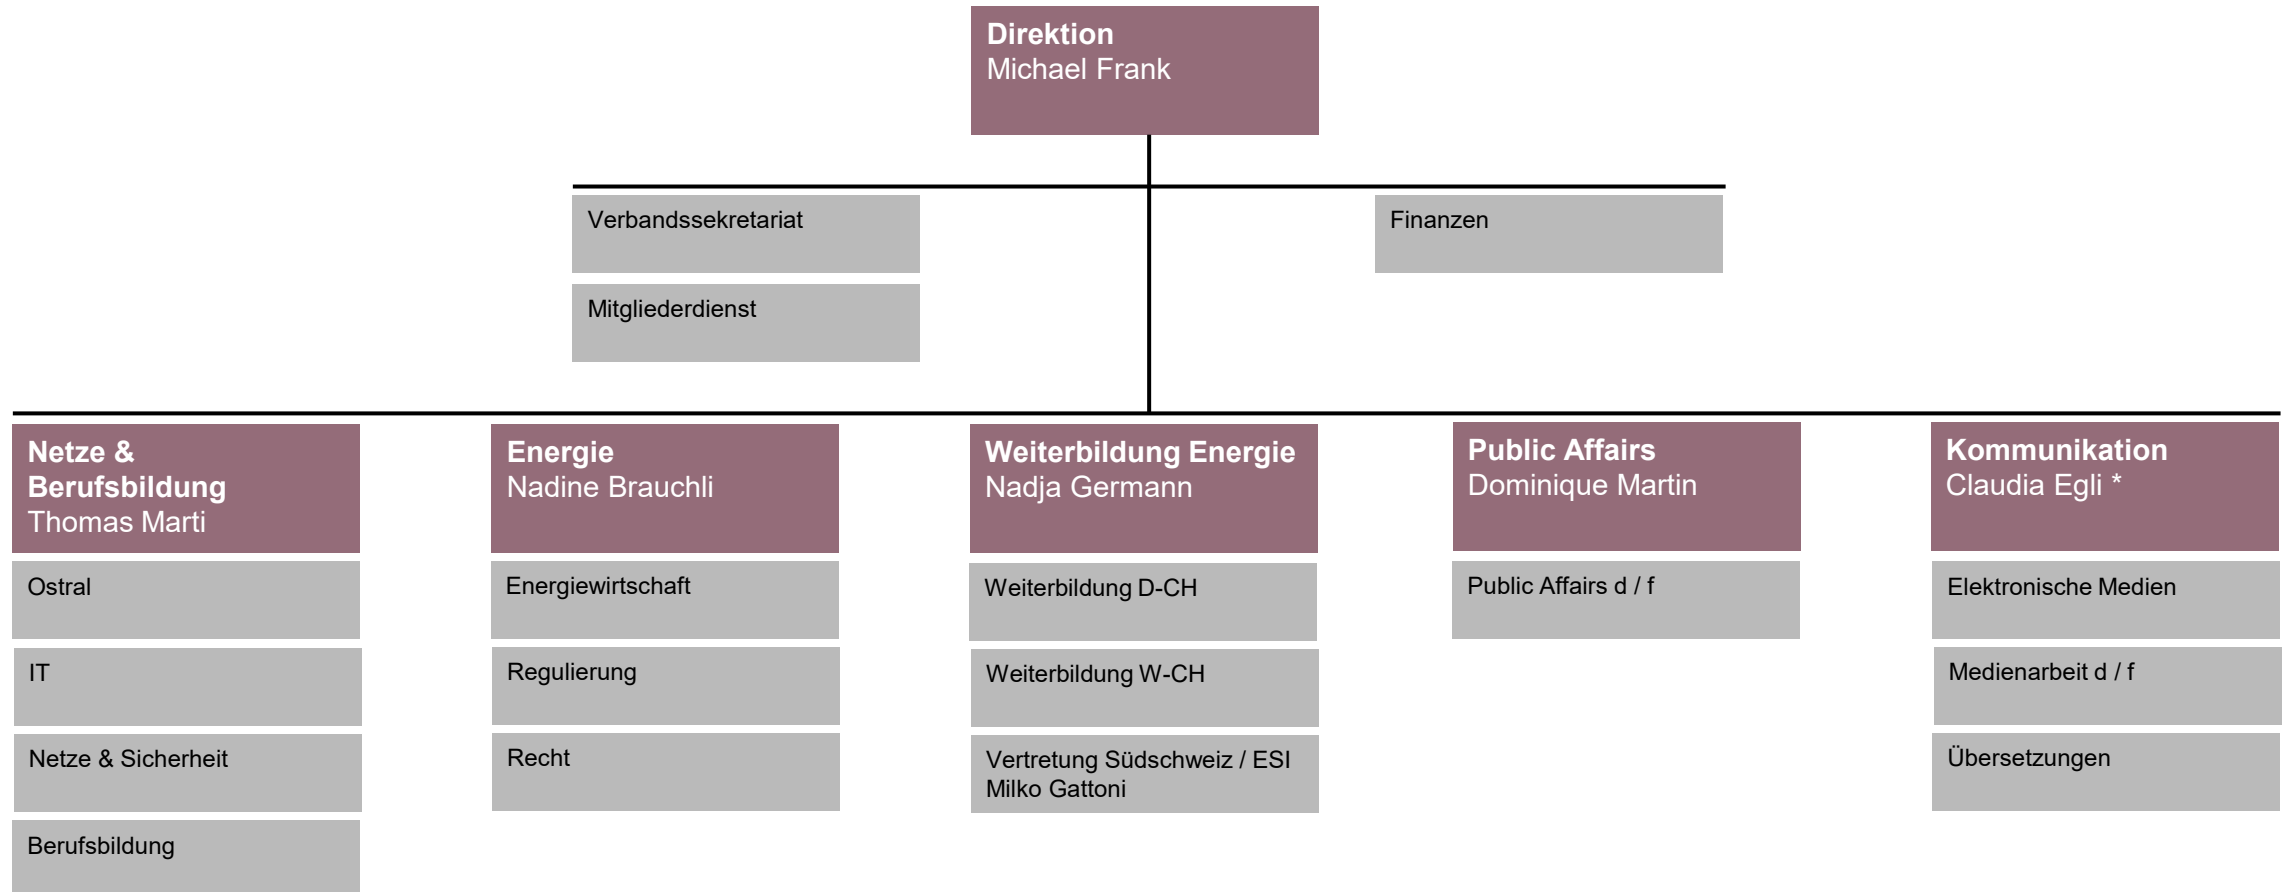 Direktion
Michael Frank
Verbandssekretariat
Finanzen
Mitgliederdienst
Netze &
Berufsbildung
Thomas Marti
Ostral
IT
Netze & Sicherheit
Berufsbildung
Energie
Nadine Brauchli
Energiewirtschaft
Regulierung
Recht
Weiterbildung Energie
Nadja Germann
Weiterbildung D-CH
Weiterbildung W-CH
Vertretung Südschweiz / ESI
Milko Gattoni
Public Affairs
Dominique Martin
Public Affairs d / f
Kommunikation
Claudia Egli *
Elektronische Medien
Medienarbeit d / f
Übersetzungen